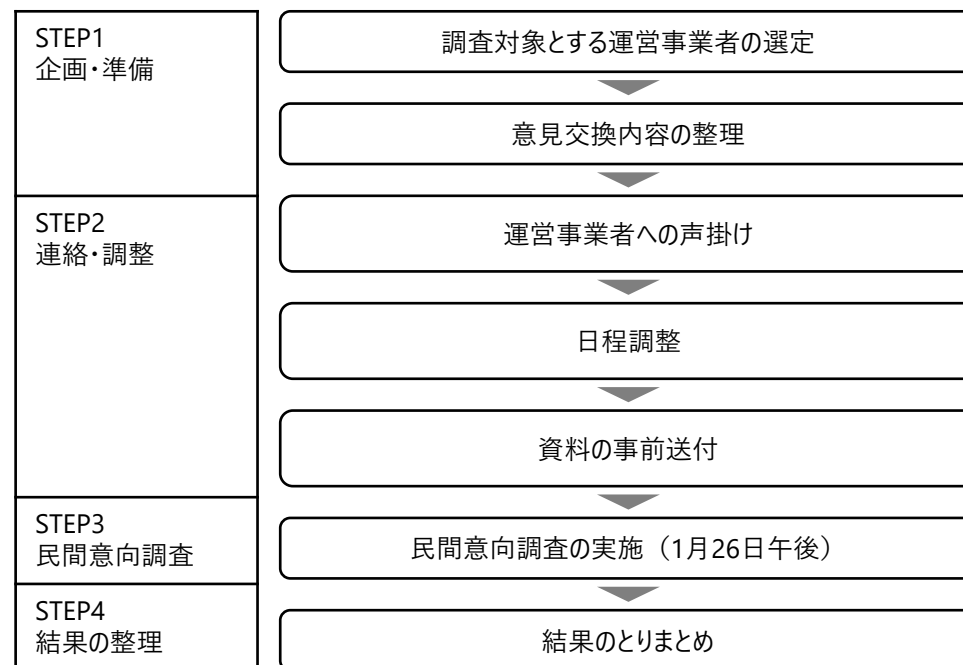 STEP1
企画・準備
調査対象とする運営事業者の選定
意見交換内容の整理
STEP2
連絡・調整
運営事業者への声掛け
日程調整
資料の事前送付
STEP3
民間意向調査
民間意向調査の実施（1月26日午後）
STEP4
結果の整理
結果のとりまとめ